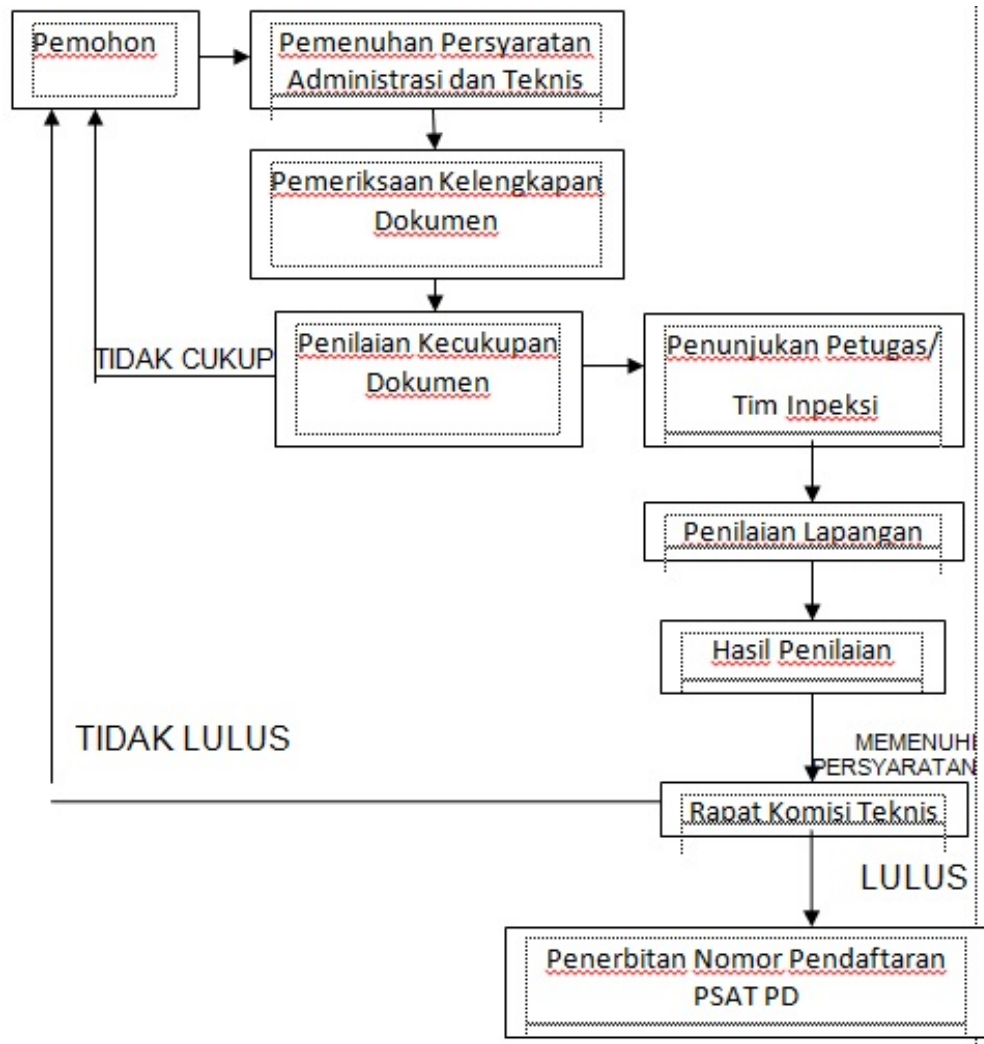 Pemohon
Pemenuhan Persyaratan
Administrasi dan Teknis
Pemeriksaan Kelengkapan
Dokumen
Penilaian Kecukupan
Dokumen
TIDAK CUKUP
Penunjukan Petugas/
Tim Inpeksi
Penilaian Lapangan
Hasil Penilaian
TIDAK LULUS
MEMENUHI
PERSYARATAN
Rapat Komisi Teknis
LULUS
Penerbitan Nomor Pendaftaran
PSAT PD